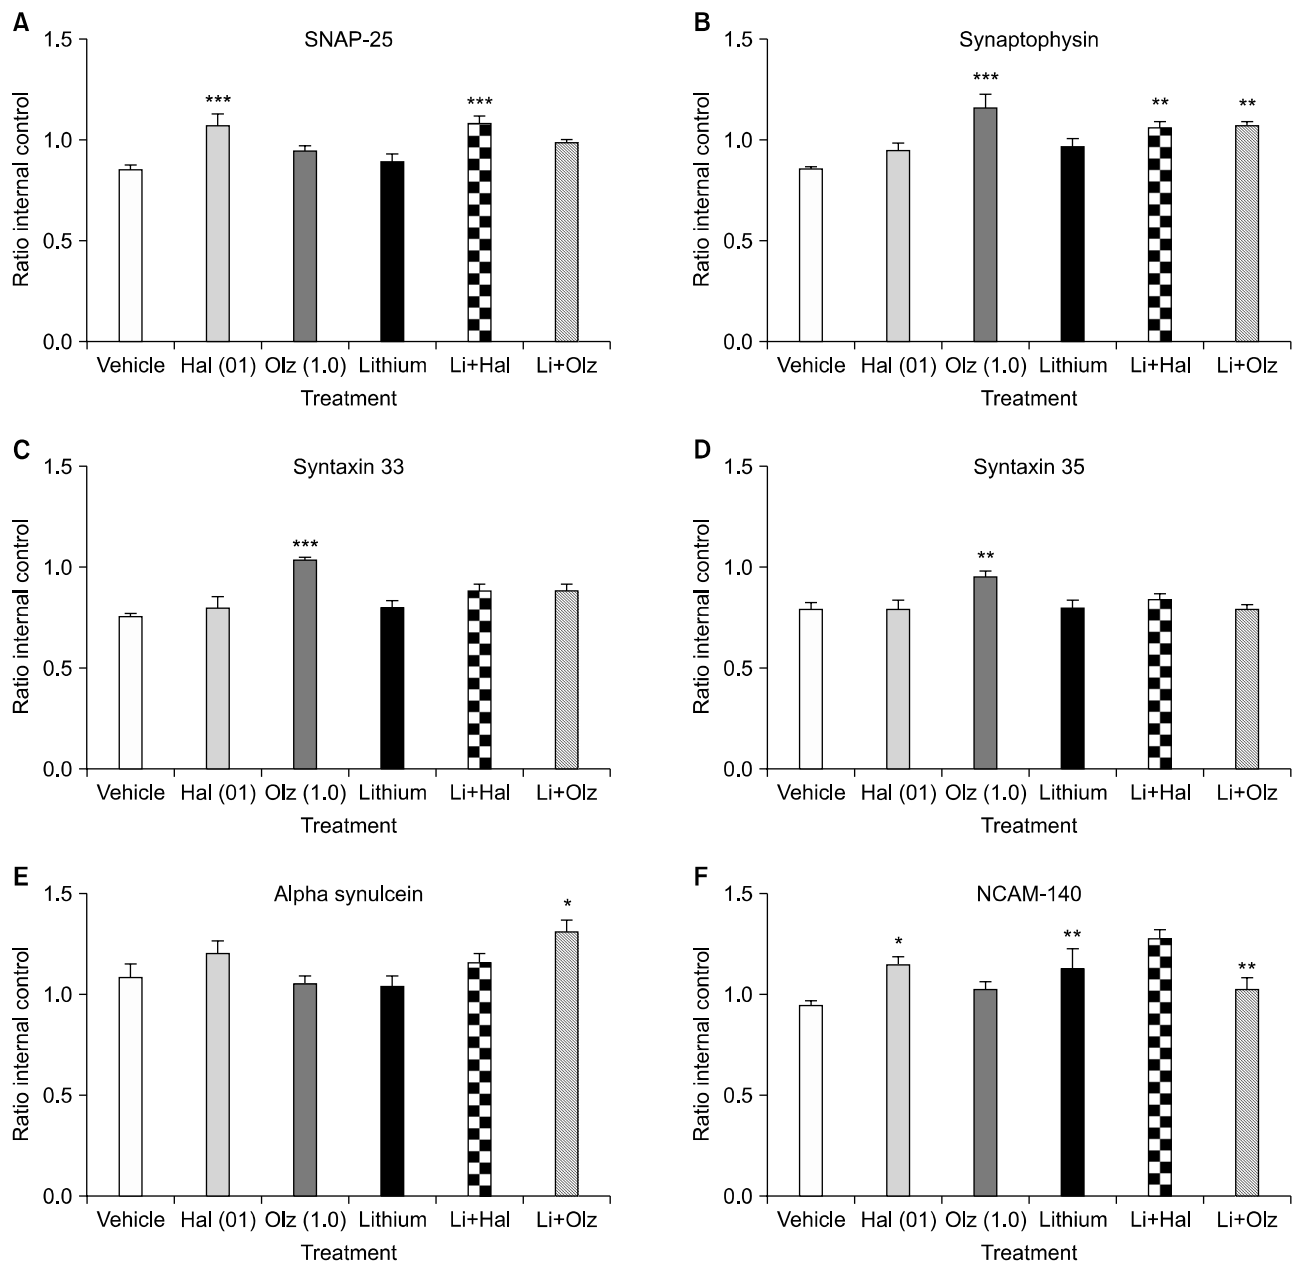 A
SNAP-25
1.5
1.0
0.5
0.0
Ratio internal control
***
***
Vehicle Hal (01) Olz (1.0) Lithium Li+Hal Li+Olz
Treatment
B
Synaptophysin
1.5
1.0
0.5
0.0
Ratio internal control
***
**
**
Vehicle Hal (01) Olz (1.0) Lithium Li+Hal Li+Olz
Treatment
C
Syntaxin 33
1.5
1.0
0.5
0.0
Ratio internal control
***
Vehicle Hal (01) Olz (1.0) Lithium Li+Hal Li+Olz
Treatment
D
Syntaxin 35
1.5
1.0
0.5
0.0
Ratio internal control
**
Vehicle Hal (01) Olz (1.0) Lithium Li+Hal Li+Olz
Treatment
E
Alpha synulcein
1.5
1.0
0.5
0.0
Ratio internal control
*
Vehicle Hal (01) Olz (1.0) Lithium Li+Hal Li+Olz
Treatment
F
NCAM-140
1.5
1.0
0.5
0.0
Ratio internal control
*
**
**
Vehicle Hal (01) Olz (1.0) Lithium Li+Hal Li+Olz
Treatment